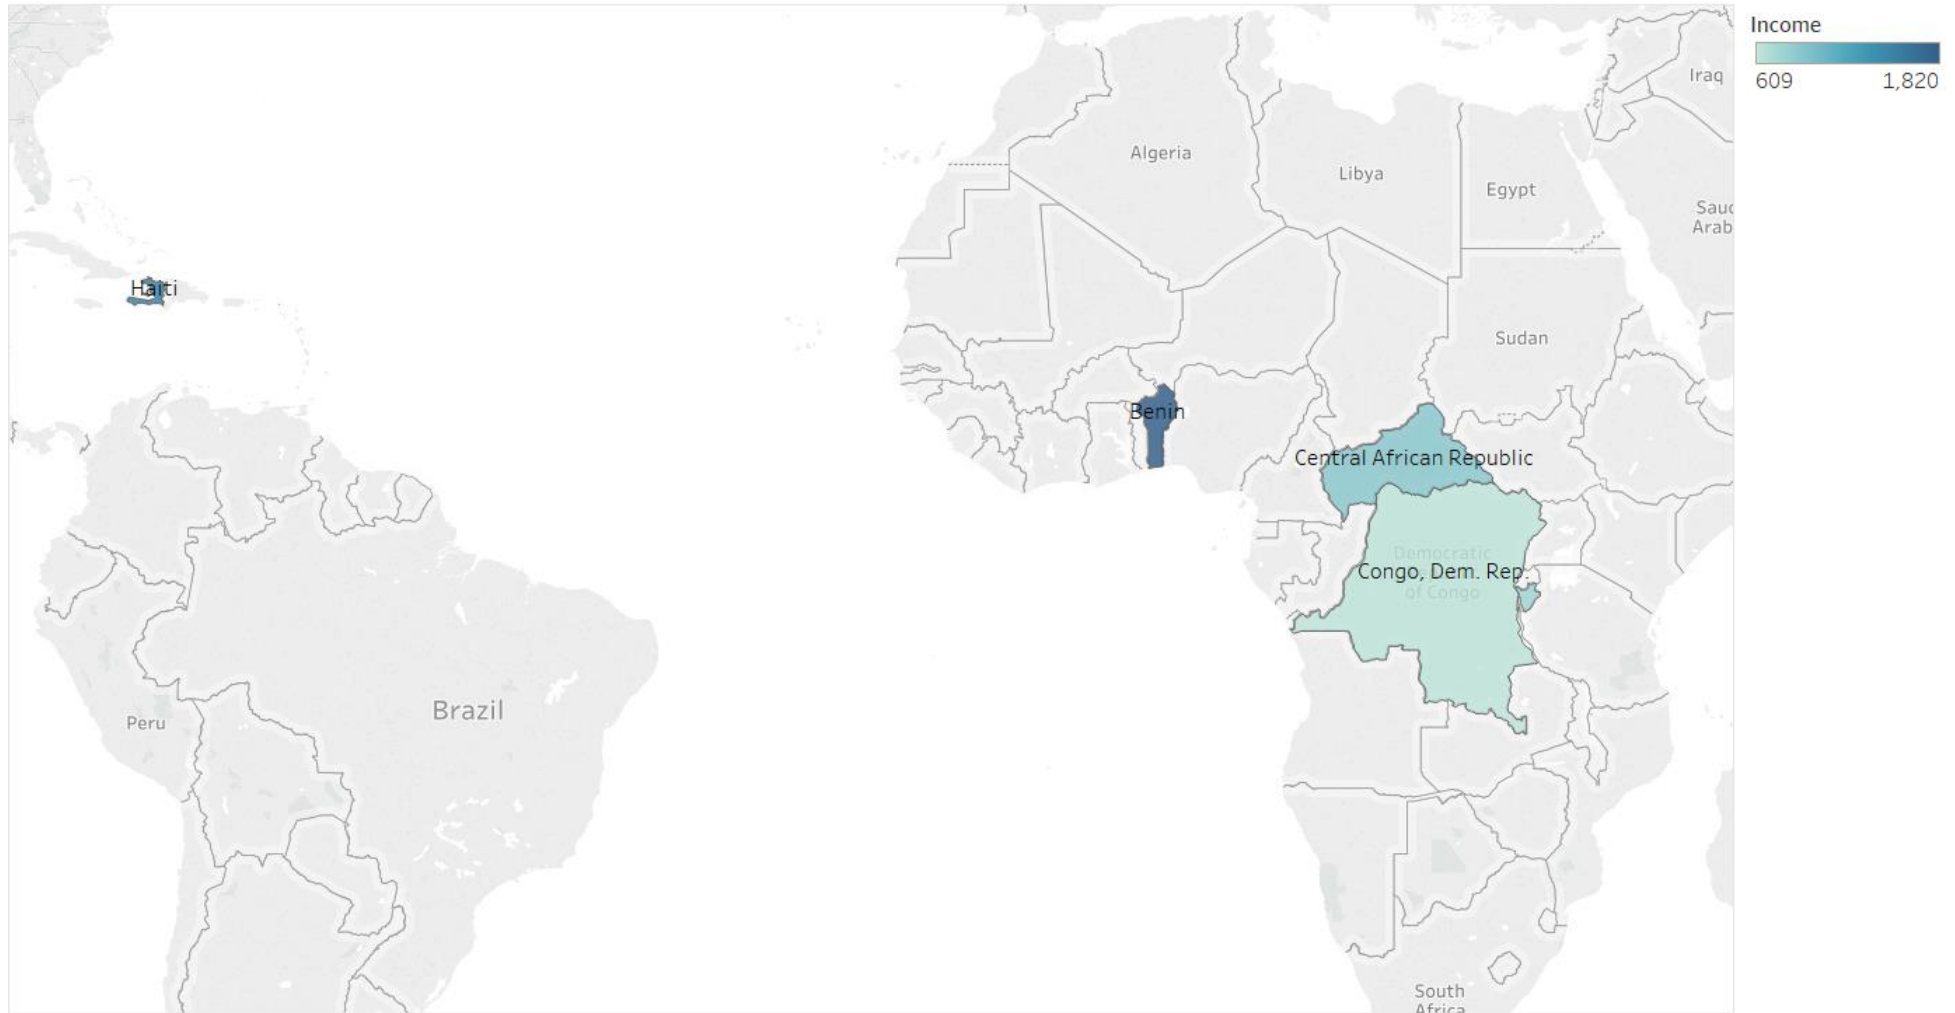 Income
609 1,820
Iraq
Algeria
Libya
Egypt
Sauc
Arab
Haiti
Sudan
Benin
Central African Republic
Democratic
Congo, Dem. Rep.
of Congo
Brazil
Peru
South
Africa